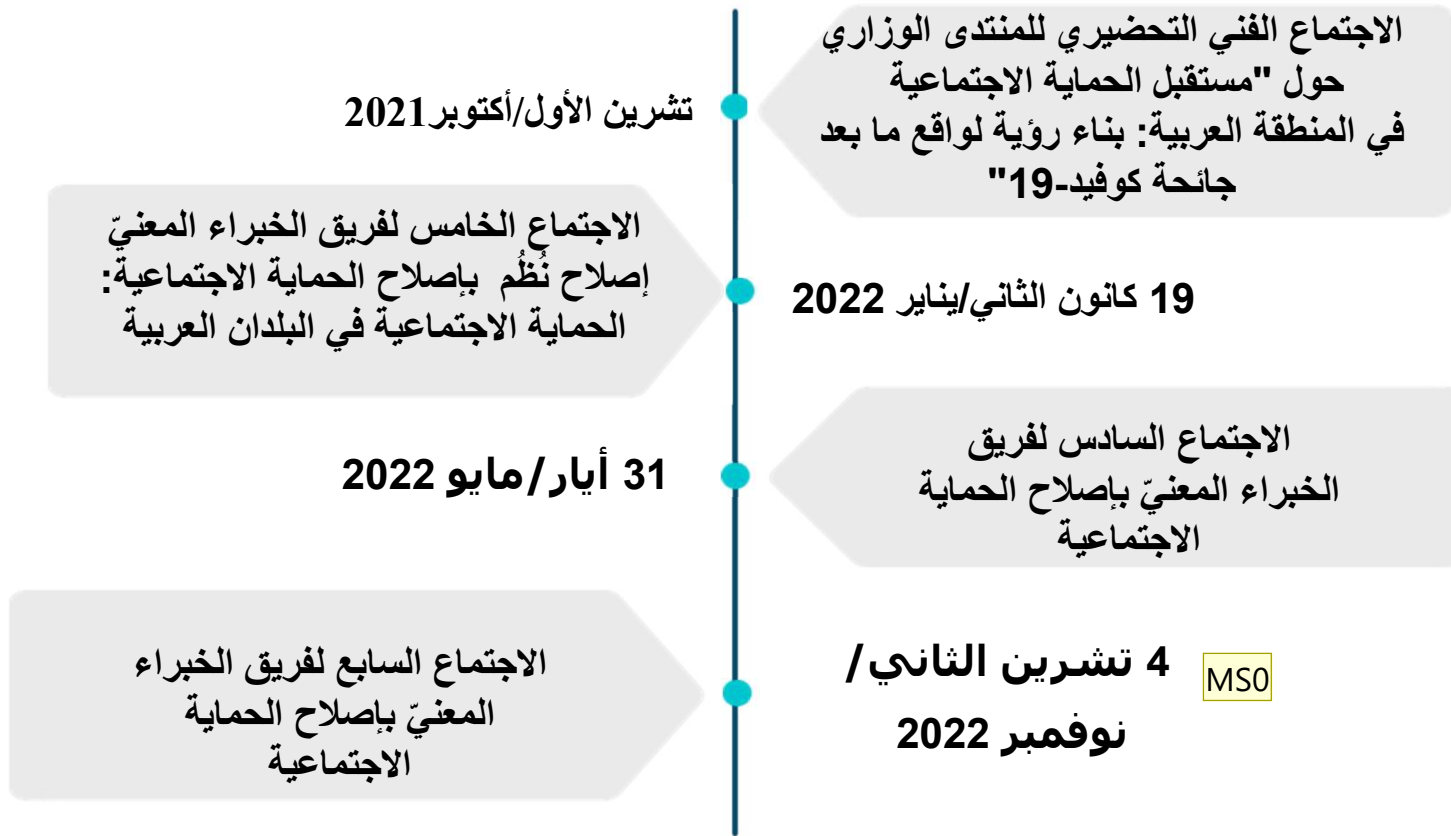 الاجتماع الفني التحضيري للمنتدى الوزاري
حول "مستقبل الحماية الاجتماعية
في المنطقة العربية: بناء رؤية لواقع ما بعد
جائحة كوفيد-19"
تشرين الأول/أكتوبر2021
الاجتماع الخامس لفريق الخبراء المعنيّ
إصلاح نُظُم بإصلاح الحماية الاجتماعية:
الحماية الاجتماعية في البلدان العربية
19 كانون الثاني/يناير 2022
الاجتماع السادس لفريق
الخبراء المعنيّ بإصلاح الحماية
الاجتماعية
31 أيار/مايو 2022
الاجتماع السابع لفريق الخبراء
المعنيّ بإصلاح الحماية
الاجتماعية
4 تشرين الثاني/
نوفمبر 2022
MS0